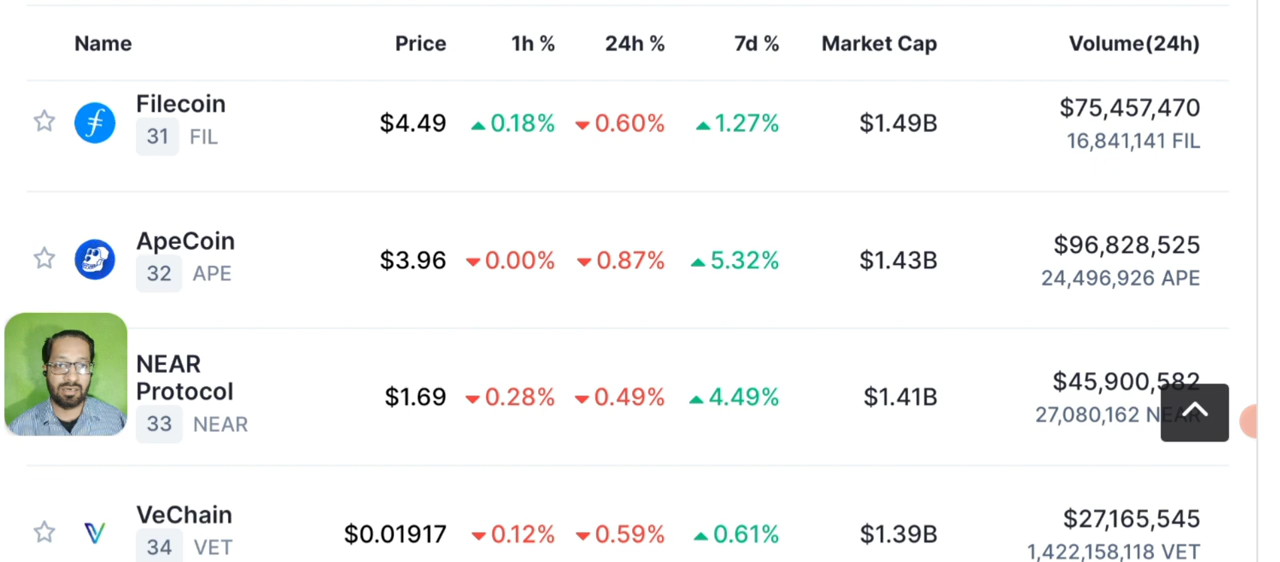 Name Price 1h % 24h % 7d % Market Cap Volume(24h)
Filecoin
31 FIL
$4.49 0.18% 0.60% 1.27% $1.49B $75,457,470
16,841,141 FIL
ApeCoin
32 APE
$3.96 0.00% 0.87% 5.32% $1.43B $96,828,525
24,496,926 APE
NEAR
Protocol
33 NEAR
$1.69 0.28% 0.49% 4.49% $1.41B $45,900,582
27,080,162 NEAR
VeChain
34 VET
$0.01917 0.12% 0.59% 0.61% $1.39B $27,165,545
1,422,158,118 VET